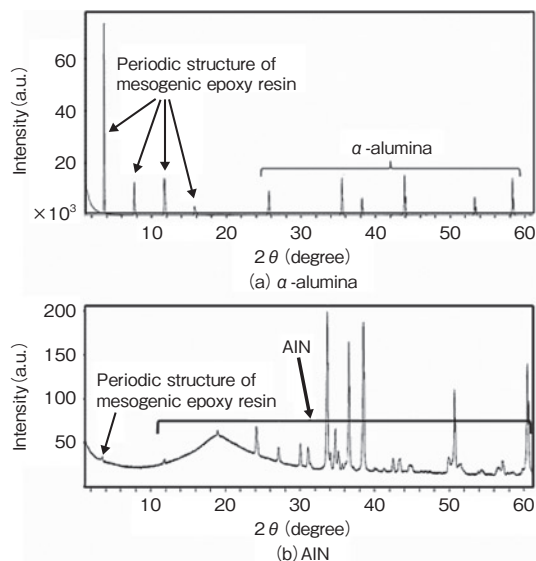 60
Periodic structure of
mesogenic epoxy resin
40
α-alumina
20
×10³
Intensity (a.u.)
10 20 30 40 50 60
2θ (degree)
(a) α-alumina
200
150
AlN
100
Periodic structure of
mesogenic epoxy resin
50
Intensity (a.u.)
10 20 30 40 50 60
2θ (degree)
(b) AlN